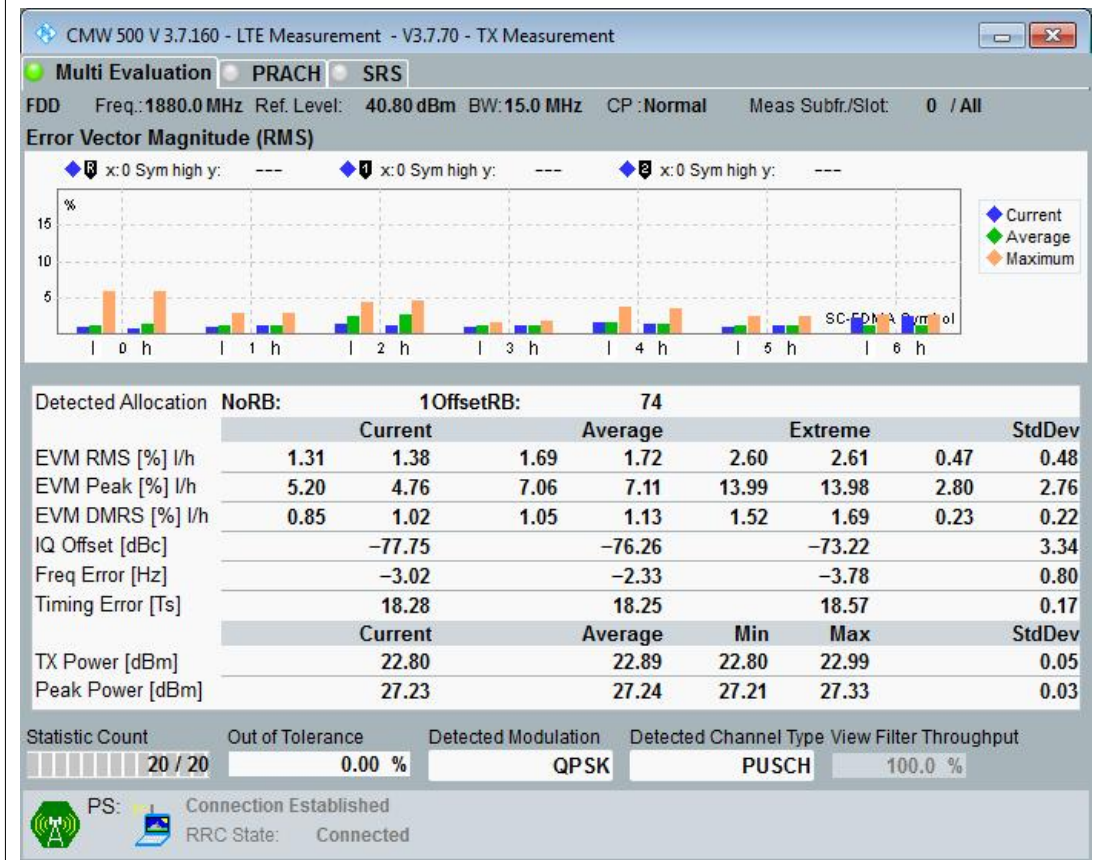 CMW 500 V 3.7.160 - LTE Measurement - V3.7.70 - TX Measurement
Multi Evaluation PRACH SRS
FDD Freq.: 1880.0 MHz Ref. Level: 40.80 dBm BW: 15.0 MHz CP : Normal Meas Subfr./Slot: 0 / All
Error Vector Magnitude (RMS)
R x: 0 Sym high y: --- 1 x: 0 Sym high y: --- 2 x: 0 Sym high y: ---
%
15
10
5
Current
Average
Maximum
SC-FDMA Symbol
l 0 h l 1 h l 2 h l 3 h l 4 h l 5 h l 6 h
Detected Allocation NoRB: 1 OffsetRB: 74
Current Average Extreme StdDev
EVM RMS [%] l/h 1.31 1.38 1.69 1.72 2.60 2.61 0.47 0.48
EVM Peak [%] l/h 5.20 4.76 7.06 7.11 13.99 13.98 2.80 2.76
EVM DMRS [%] l/h 0.85 1.02 1.05 1.13 1.52 1.69 0.23 0.22
IQ Offset [dBc] −77.75 −76.26 −73.22 3.34
Freq Error [Hz] −3.02 −2.33 −3.78 0.80
Timing Error [Ts] 18.28 18.25 18.57 0.17
Current Average Min Max StdDev
TX Power [dBm] 22.80 22.89 22.80 22.99 0.05
Peak Power [dBm] 27.23 27.24 27.21 27.33 0.03
Statistic Count Out of Tolerance Detected Modulation Detected Channel Type View Filter Throughput
20 / 20 0.00 % QPSK PUSCH 100.0 %
PS: Connection Established
RRC State: Connected